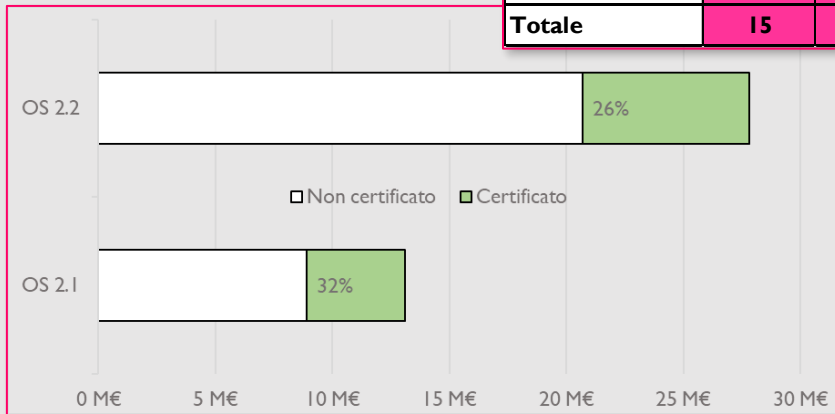 Totale 15
OS 2.2 26%
Non certificato Certificato
OS 2.1 32%
0 M€ 5 M€ 10 M€ 15 M€ 20 M€ 25 M€ 30 M€